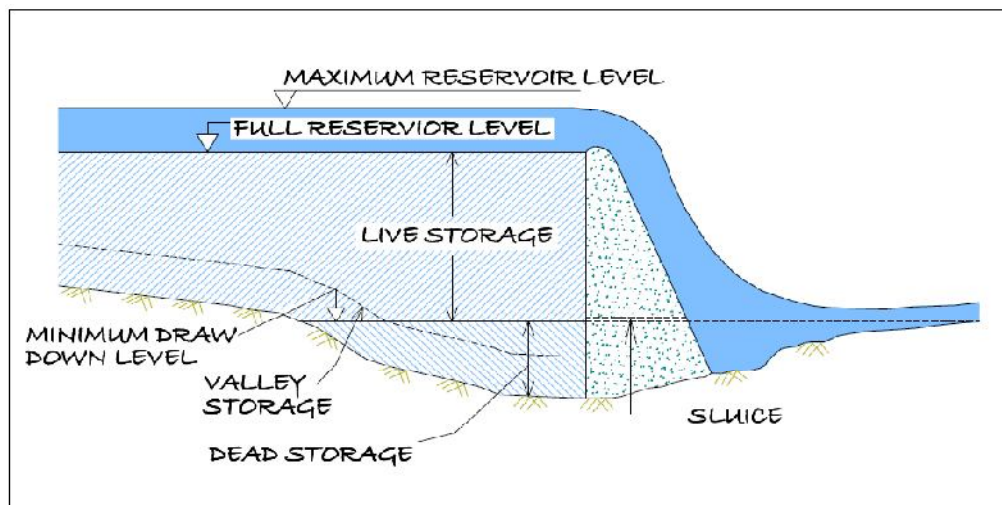 MAXIMUM RESERVOIR LEVEL
FULL RESERVIOR LEVEL
LIVE STORAGE
MINIMUM DRAW
DOWN LEVEL
VALLEY
STORAGE
SLUICE
DEAD STORAGE